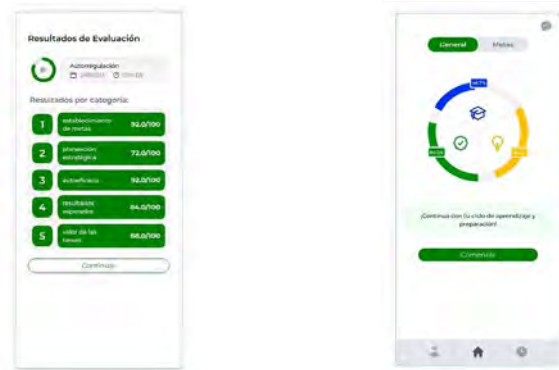 Resultados de Evaluación
Autorregulación
Resultados por categoría:
1 establecimiento de metas 92.0/100
2 planeación estratégica 72.0/100
3 autoeficacia 92.0/100
4 resultados esperados 84.0/100
5 valor de las tareas 88.0/100
Continuar
General Metas
¡Continua con tu ciclo de aprendizaje y
preparación!
Comenzar